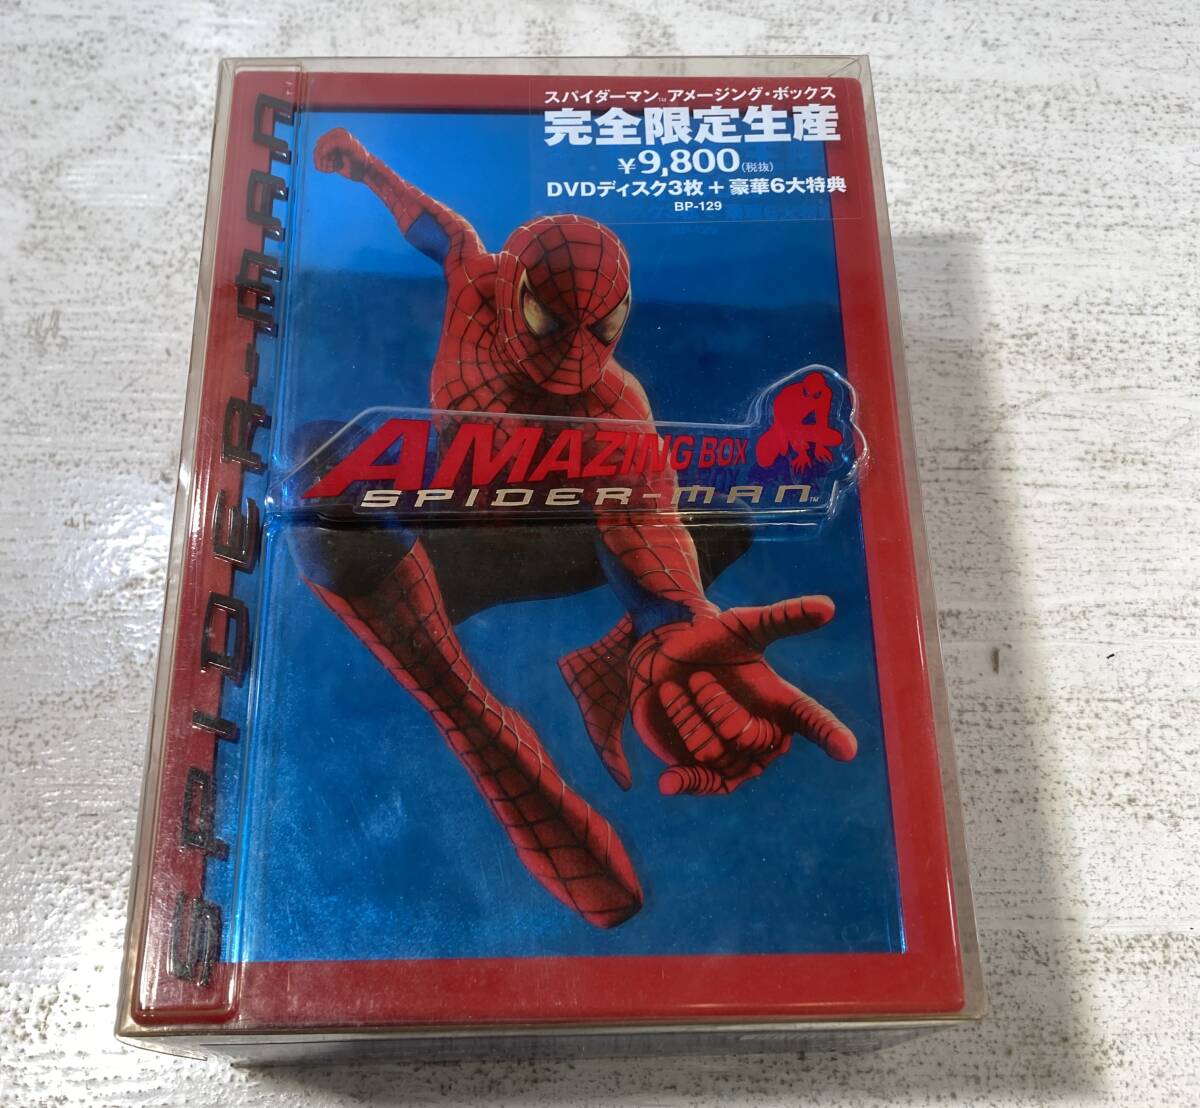 スパイダーマン™ アメージング・ボックス
完全限定生産
¥9,800(税抜)
DVDディスク3枚 + 豪華6大特典
BP-129
SPIDER-MAN
AMAZING BOX
SPIDER-MAN™